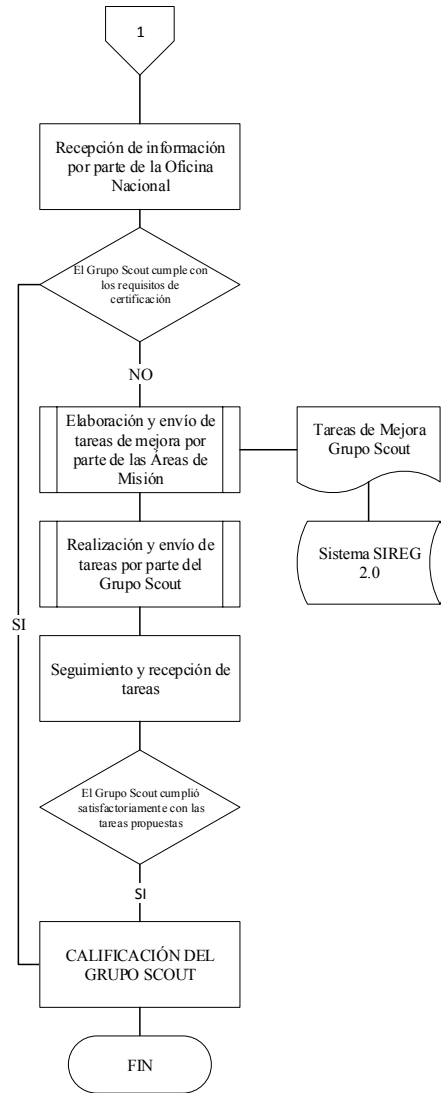 1
Recepción de información
por parte de la Oficina
Nacional
El Grupo Scout cumple con
los requisitos de
certificación
NO
Elaboración y envío de
tareas de mejora por
parte de las Áreas de
Misión
Tareas de Mejora
Grupo Scout
Realización y envío de
tareas por parte del
Grupo Scout
Sistema SIREG
2.0
SI
Seguimiento y recepción de
tareas
El Grupo Scout cumplió
satisfactoriamente con las
tareas propuestas
SI
CALIFICACIÓN DEL
GRUPO SCOUT
FIN